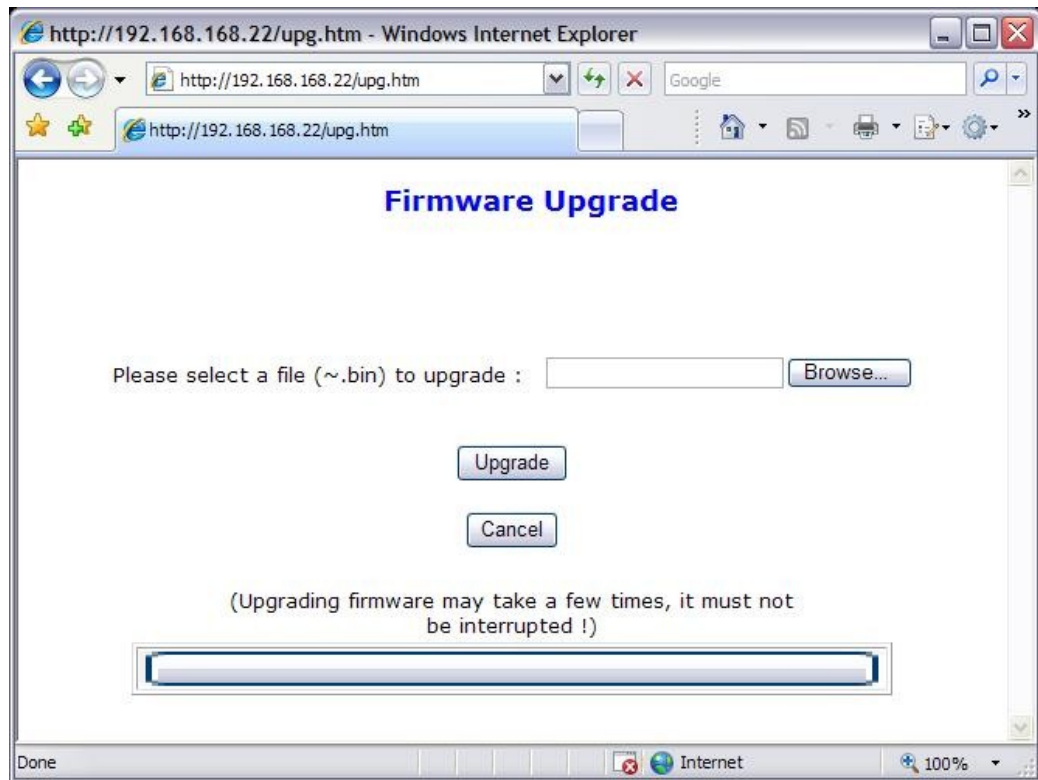 http://192.168.168.22/upg.htm - Windows Internet Explorer
http://192.168.168.22/upg.htm
Google
http://192.168.168.22/upg.htm
Firmware Upgrade
Please select a file (~.bin) to upgrade :
Browse...
Upgrade
Cancel
(Upgrading firmware may take a few times, it must not
be interrupted !)
Done
Internet
100%